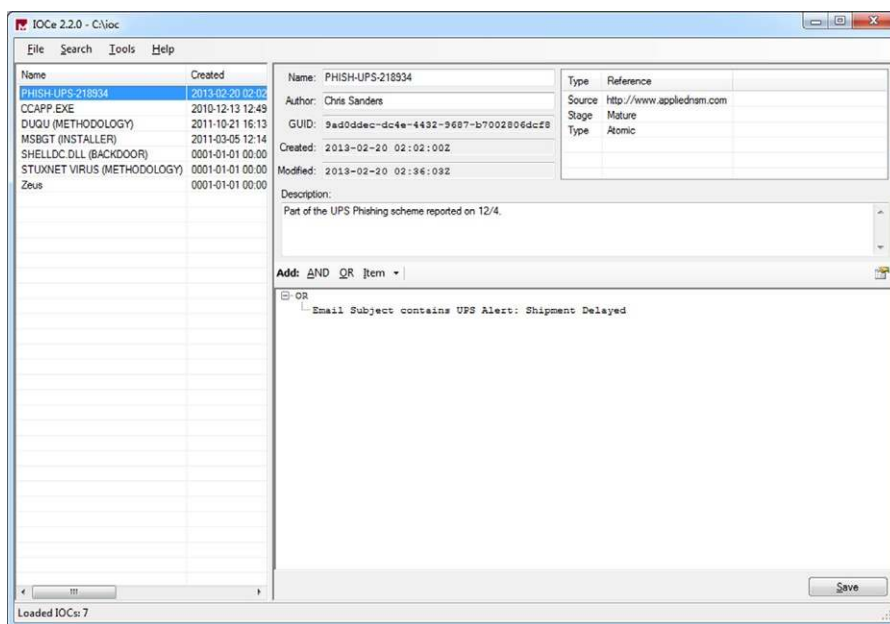 IOCe 2.2.0 - C:\ioc
File Search Tools Help
Name Created
PHISH-UPS-218934 2013-02-20 02:02
CCAPP.EXE 2010-12-13 12:49
DUQU (METHODOLOGY) 2011-10-21 16:13
MSBGT (INSTALLER) 2011-03-05 12:14
SHELLDC.DLL (BACKDOOR) 0001-01-01 00:00
STUXNET VIRUS (METHODOLOGY) 0001-01-01 00:00
Zeus 0001-01-01 00:00
Name: PHISH-UPS-218934
Author: Chris Sanders
GUID: 9ad0ddec-dc4e-4432-9687-b7002806dcf8
Created: 2013-02-20 02:02:00Z
Modified: 2013-02-20 02:36:03Z
Type Reference
Source http://www.appliednsm.com
Stage Mature
Type Atomic
Description:
Part of the UPS Phishing scheme reported on 12/4.
Add: AND OR Item
OR
Email Subject contains UPS Alert: Shipment Delayed
Save
Loaded IOCs: 7